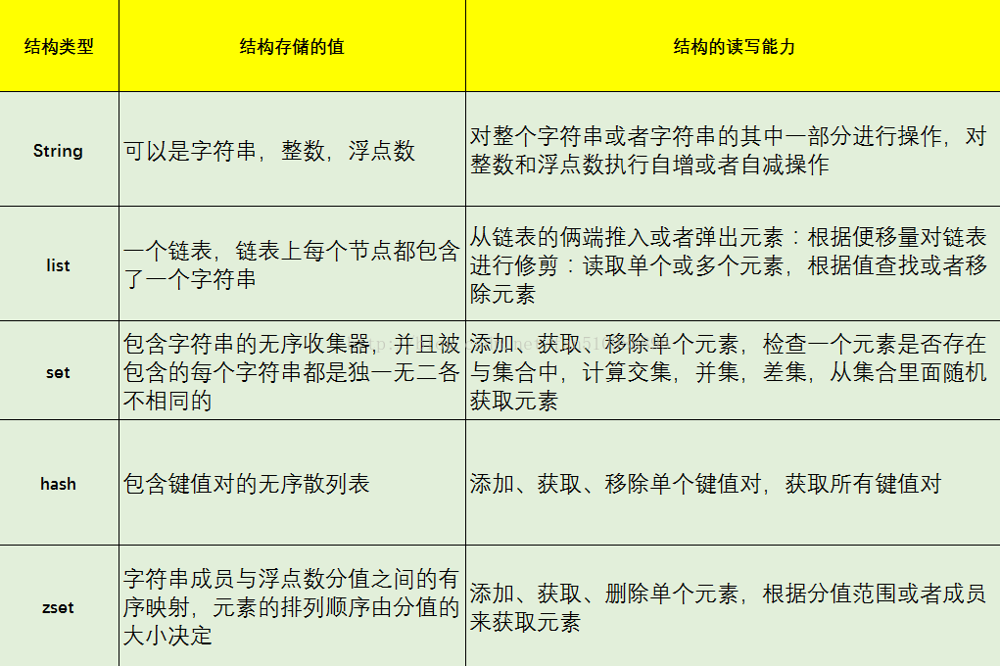 结构类型
结构存储的值
结构的读写能力
String
可以是字符串，整数，浮点数
对整个字符串或者字符串的其中一部分进行操作，对
整数和浮点数执行自增或者自减操作
list
一个链表，链表上每个节点都包含
了一个字符串
从链表的俩端推入或者弹出元素：根据便移量对链表
进行修剪：读取单个或多个元素，根据值查找或者移
除元素
set
包含字符串的无序收集器，并且被
包含的每个字符串都是独一无二各
不相同的
添加、获取、移除单个元素，检查一个元素是否存在
与集合中，计算交集，并集，差集，从集合里面随机
获取元素
hash
包含键值对的无序散列表
添加、获取、移除单个键值对，获取所有键值对
zset
字符串成员与浮点数分值之间的有
序映射，元素的排列顺序由分值的
大小决定
添加、获取、删除单个元素，根据分值范围或者成员
来获取元素